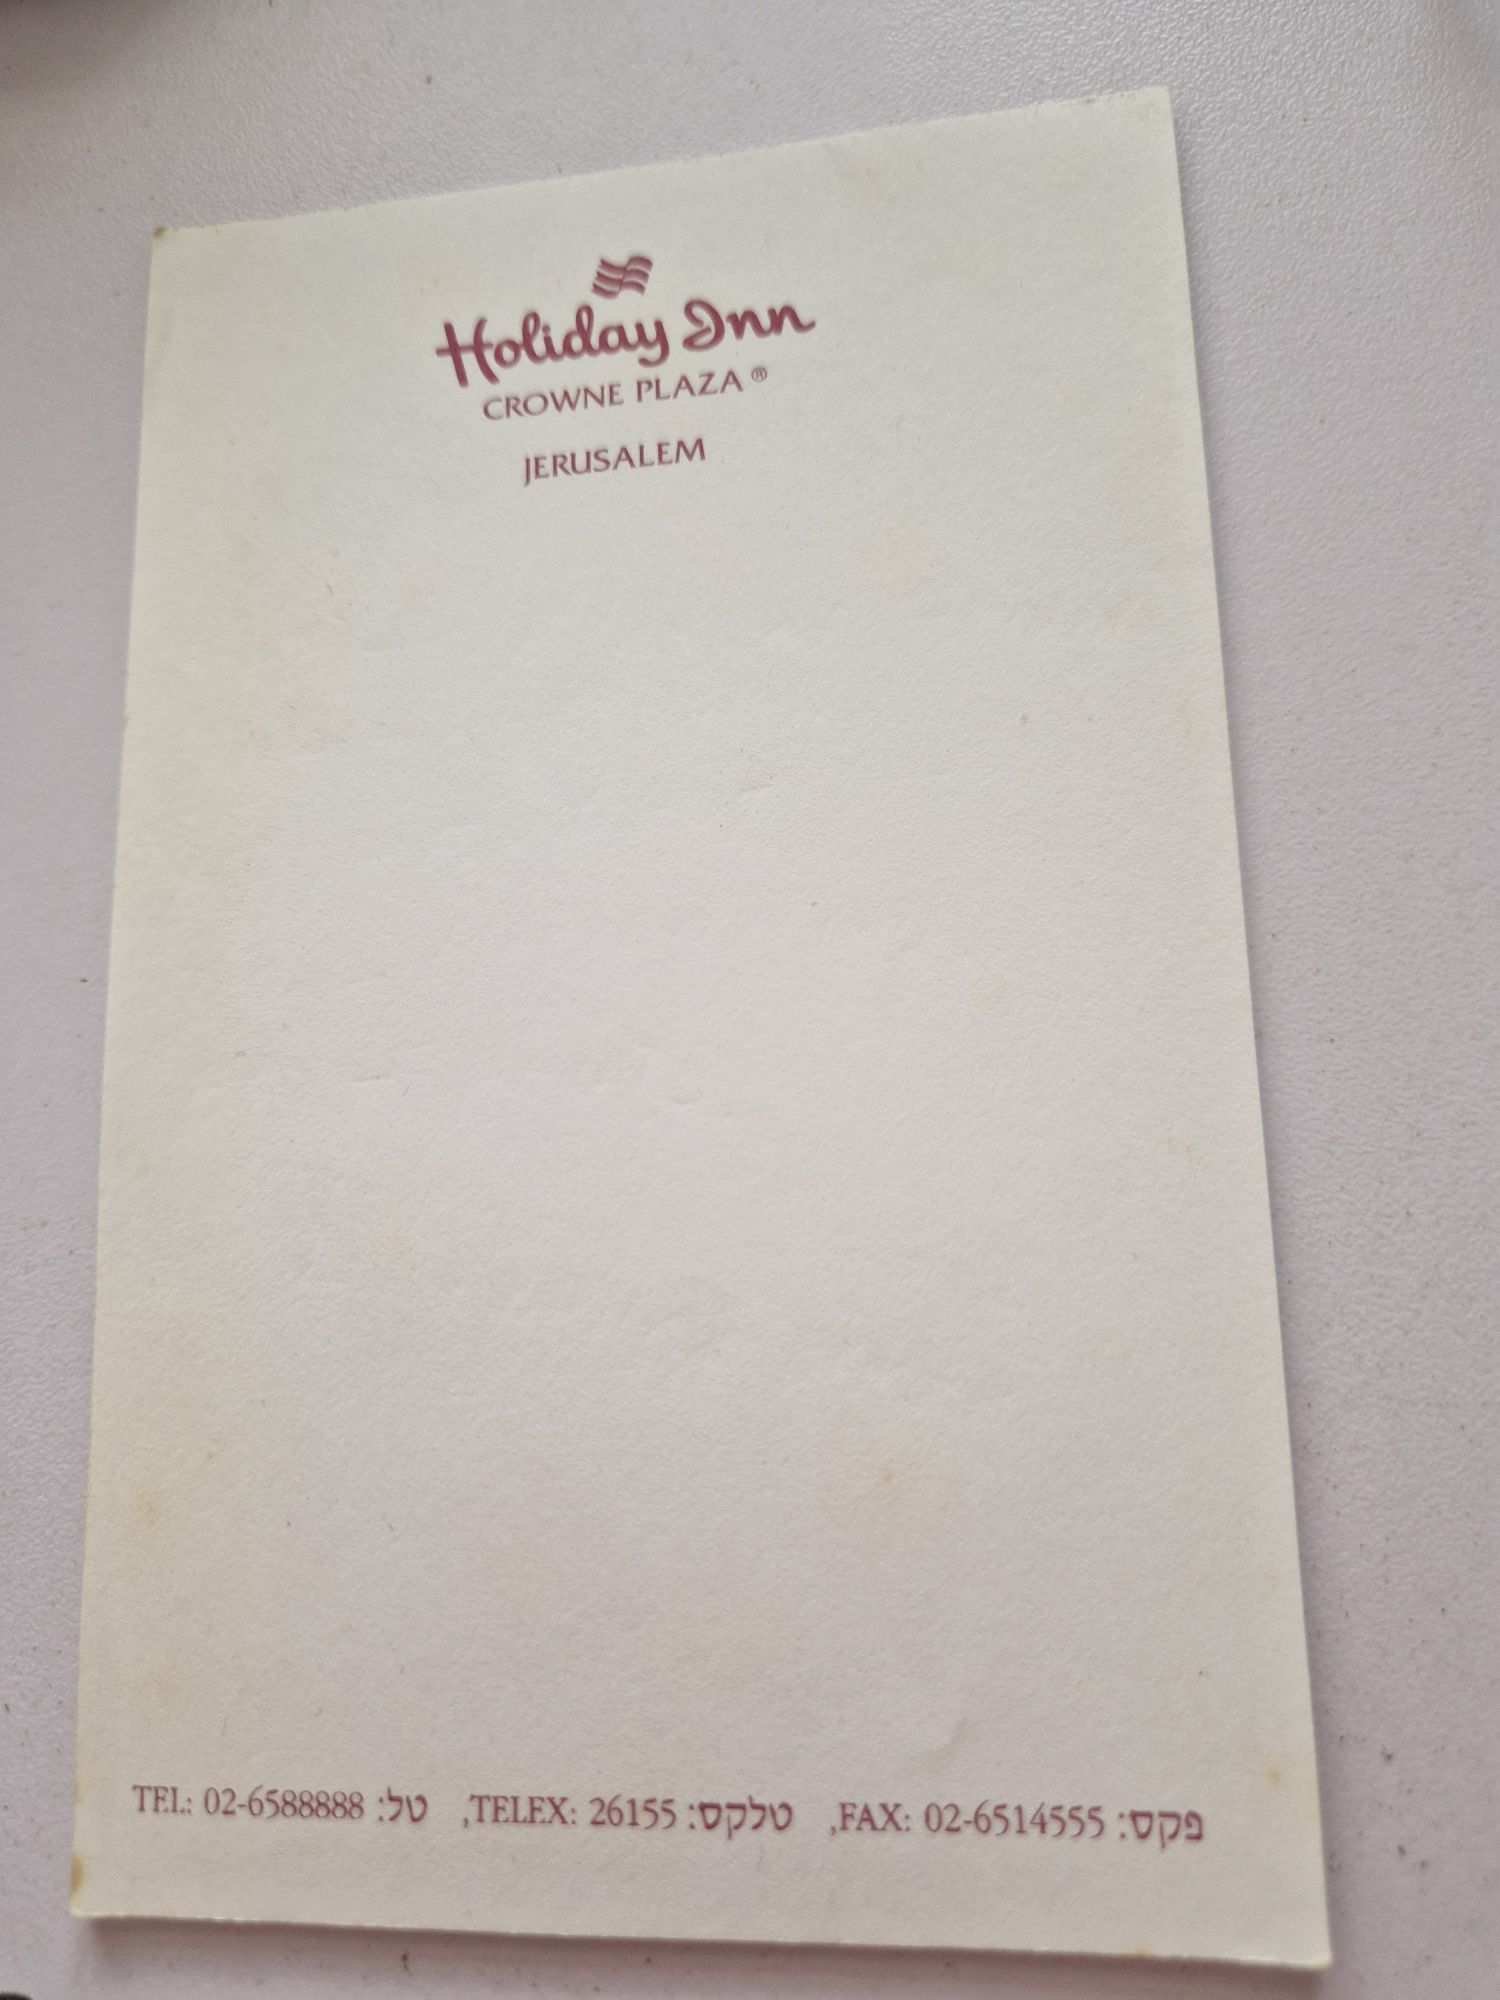 Holiday Inn
CROWNE PLAZA ®
JERUSALEM
TEL: 02-6588888 טל: ,TELEX: 26155 טלקס: ,FAX: 02-6514555 פקס: